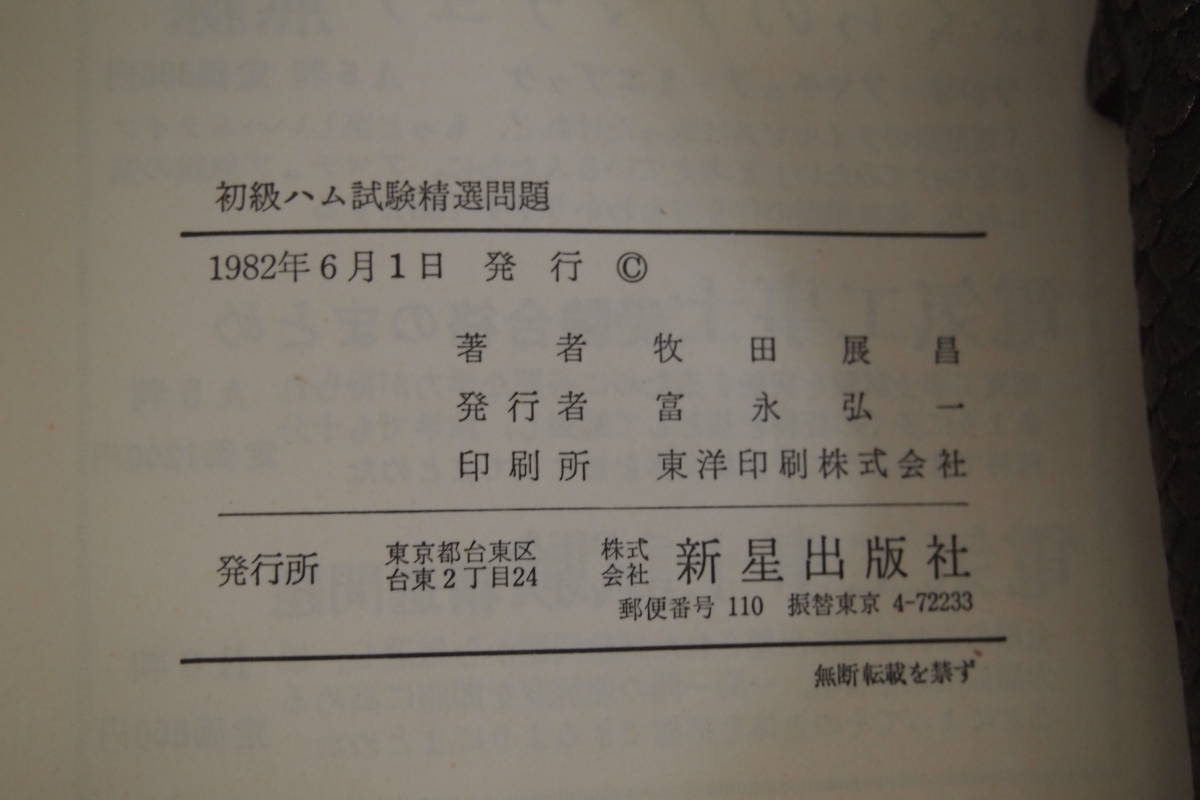 初級ハム試験精選問題
1982年6月1日 発行 ©
著者 牧田展昌
発行者 富永弘一
印刷所 東洋印刷株式会社
発行所 東京都台東区台東2丁目24 株式会社 新星出版社
郵便番号 110 振替東京 4-72233
無断転載を禁ず